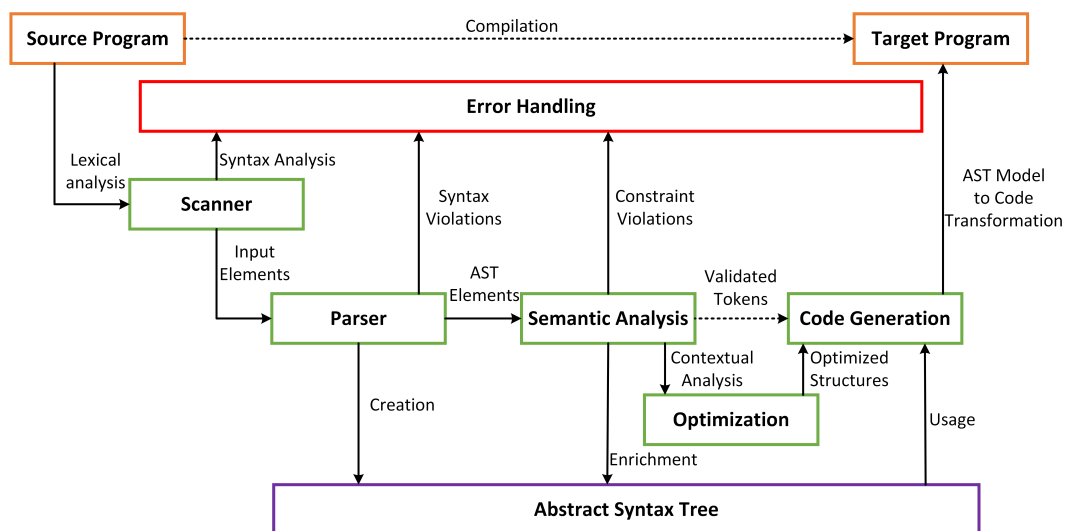 Compilation
Source Program
Target Program
Error Handling
Lexical
analysis
Syntax Analysis
Scanner
Syntax
Violations
Constraint
Violations
AST Model
to Code
Transformation
Input
Elements
AST
Elements
Validated
Tokens
Parser
Semantic Analysis
Code Generation
Contextual
Analysis
Optimized
Structures
Creation
Optimization
Usage
Enrichment
Abstract Syntax Tree